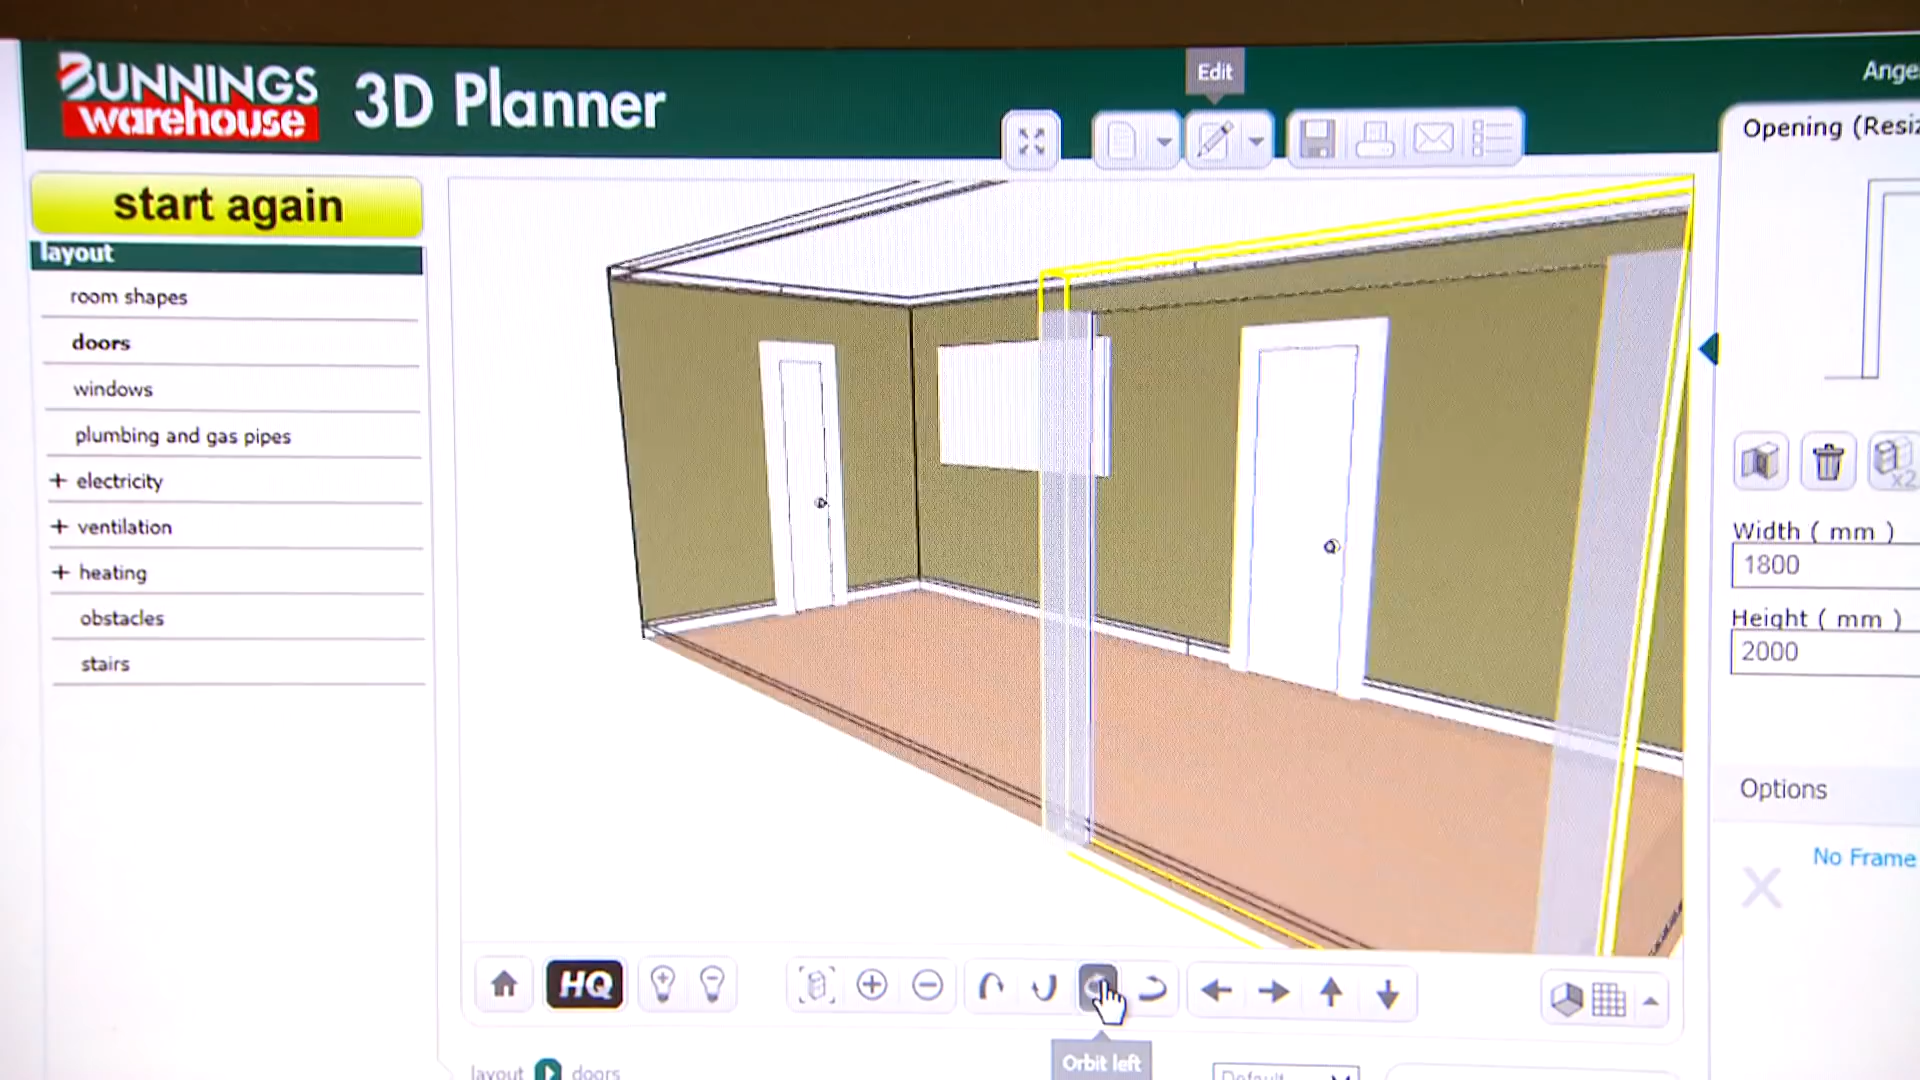 Edit
BUNNINGS
warehouse
3D Planner
Ange
Opening (Resiz
start again
layout
room shapes
doors
windows
plumbing and gas pipes
+ electricity
+ ventilation
+ heating
obstacles
stairs
x2
Width ( mm )
1800
Height ( mm )
2000
Options
No Frame
HQ
Orbit left
layout
doors
Default